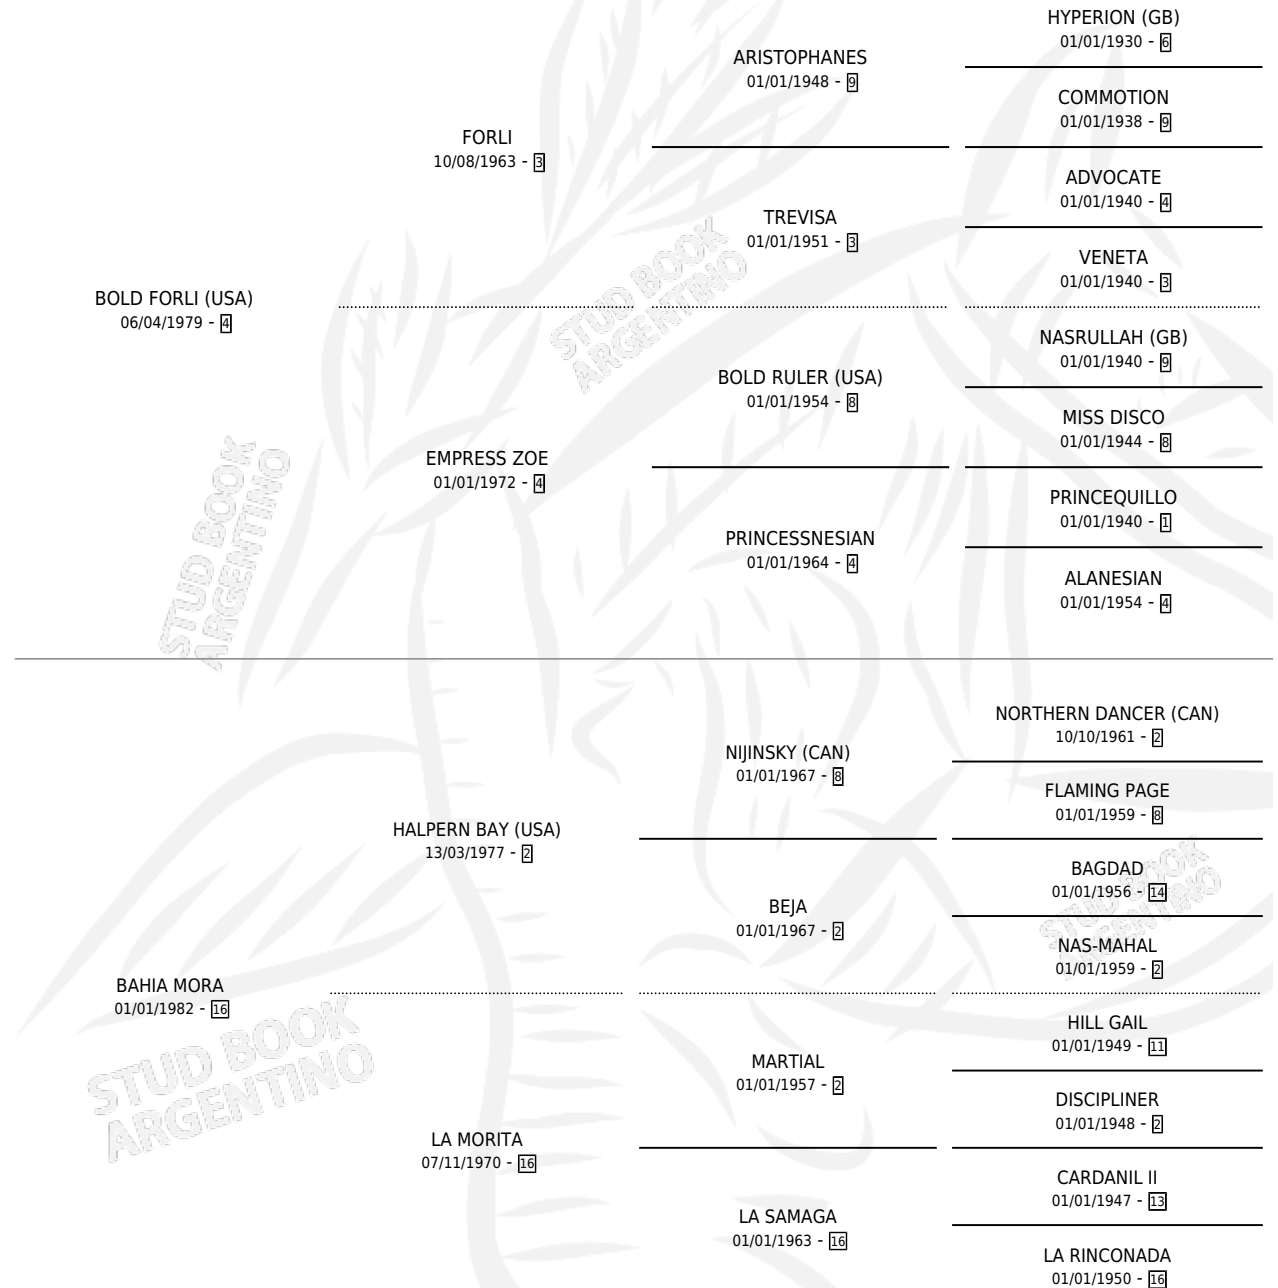 HYPERION (GB)
01/01/1930 - 6
ARISTOPHANES
01/01/1948 - 9
COMMOTION
01/01/1938 - 9
FORLI
10/08/1963 - 3
ADVOCATE
01/01/1940 - 4
TREVISA
01/01/1951 - 3
VENETA
01/01/1940 - 3
BOLD FORLI (USA)
06/04/1979 - 4
NASRULLAH (GB)
01/01/1940 - 9
BOLD RULER (USA)
01/01/1954 - 8
MISS DISCO
01/01/1944 - 8
EMPRESS ZOE
01/01/1972 - 4
PRINCEQUILLO
01/01/1940 - 1
PRINCESSNESIAN
01/01/1964 - 4
ALANESIAN
01/01/1954 - 4
NORTHERN DANCER (CAN)
10/10/1961 - 2
NIJINSKY (CAN)
01/01/1967 - 8
FLAMING PAGE
01/01/1959 - 8
HALPERN BAY (USA)
13/03/1977 - 2
BAGDAD
01/01/1956 - 14
BEJA
01/01/1967 - 2
NAS-MAHAL
01/01/1959 - 2
BAHIA MORA
01/01/1982 - 16
HILL GAIL
01/01/1949 - 11
MARTIAL
01/01/1957 - 2
DISCIPLINER
01/01/1948 - 2
LA MORITA
07/11/1970 - 16
CARDANIL II
01/01/1947 - 13
LA SAMAGA
01/01/1963 - 16
LA RINCONADA
01/01/1950 - 16
STUD BOOK
ARGENTINO
STUD BOOK
ARGENTINO
STUD BOOK
ARGENTINO
STUD BOOK
ARGENTINO